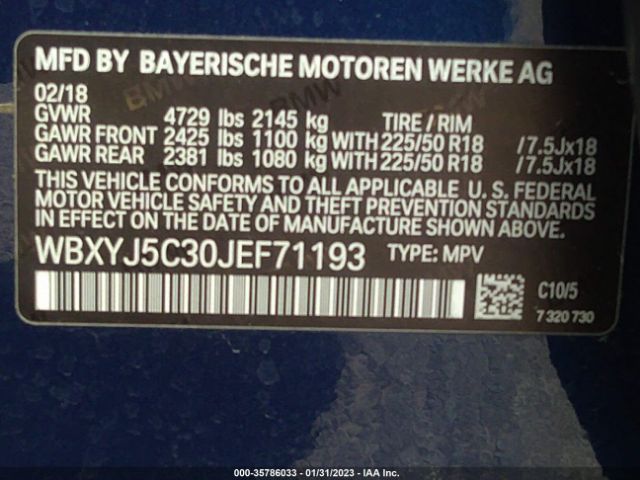 MFD BY BAYERISCHE MOTOREN WERKE AG
02/18
GVWR 4729 lbs 2145 kg TIRE / RIM
GAWR FRONT 2425 lbs 1100 kg WITH 225/50 R18 /7.5Jx18
GAWR REAR 2381 lbs 1080 kg WITH 225/50 R18 /7.5Jx18
THIS VEHICLE CONFORMS TO ALL APPLICABLE U. S. FEDERAL
MOTOR VEHICLE SAFETY AND THEFT PREVENTION STANDARDS
IN EFFECT ON THE DATE OF MANUFACTURE SHOWN ABOVE.
WBXYJ5C30JEF71193 TYPE: MPV
C10/5
7 320 730
000-35786033 - 01/31/2023 - IAA Inc.